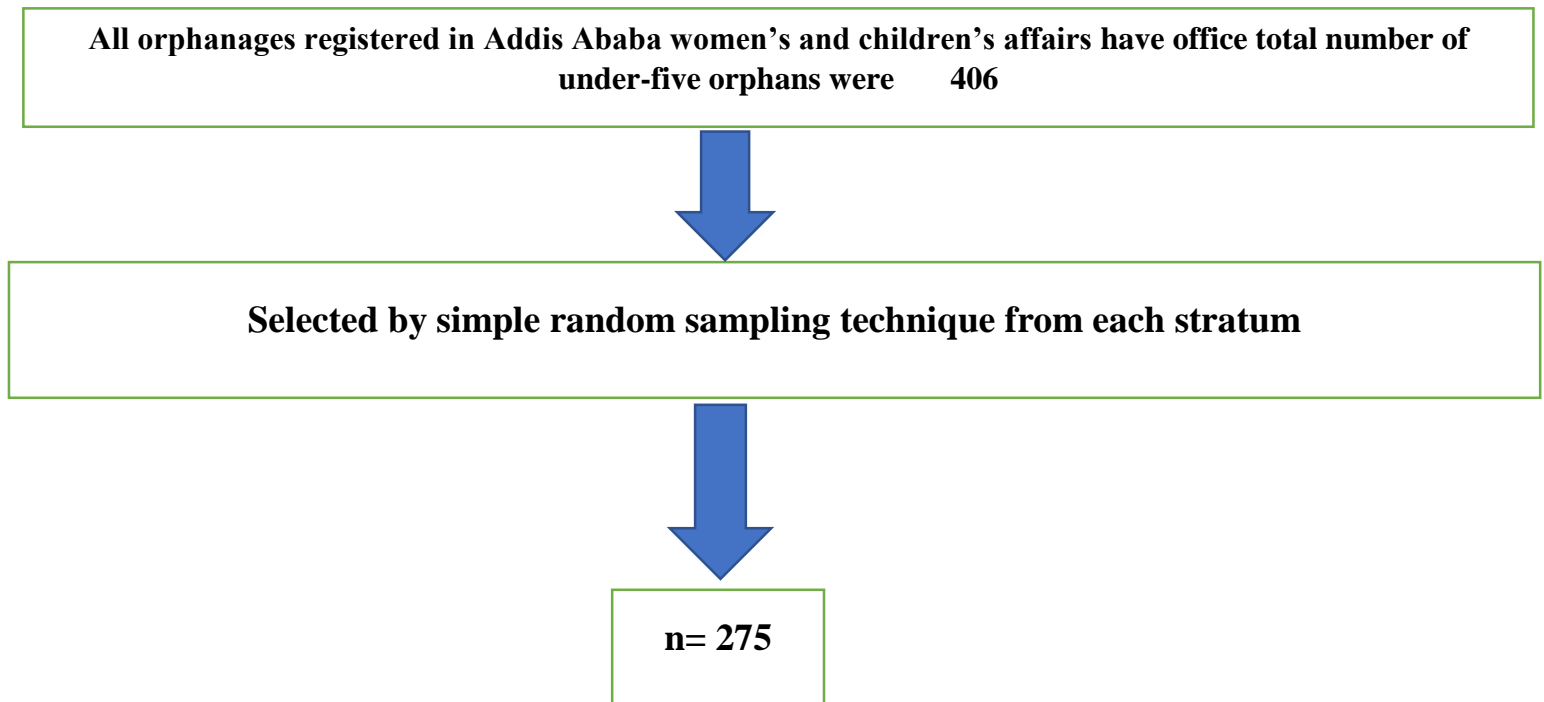 All orphanages registered in Addis Ababa women’s and children’s affairs have office total number of
under-five orphans were 406
Selected by simple random sampling technique from each stratum
n= 275